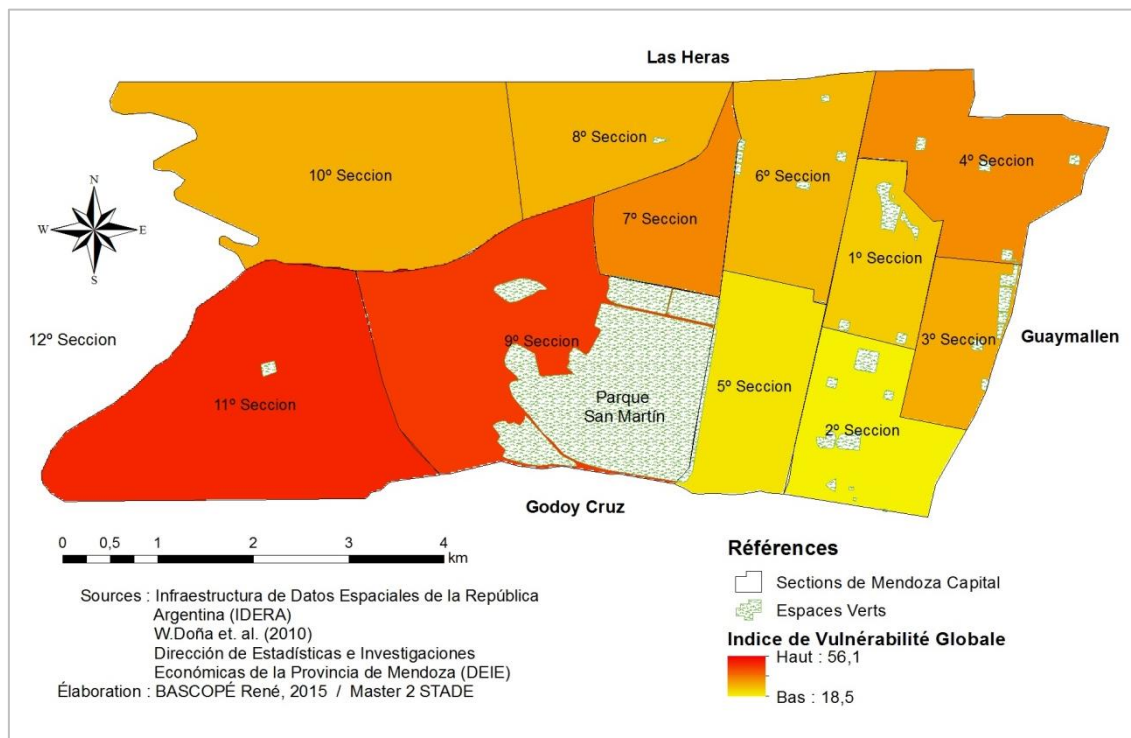 Las Heras
8º Seccion
4º Seccion
10º Seccion
6º Seccion
7º Seccion
1º Seccion
N
W E
S
12º Seccion
9º Seccion
3º Seccion
Guaymallen
5º Seccion
Parque
San Martín
11º Seccion
2º Seccion
Godoy Cruz
0 0,5 1 2 3 4
km
Sources : Infraestructura de Datos Espaciales de la República
Argentina (IDERA)
W.Doña et. al. (2010)
Dirección de Estadísticas e Investigaciones
Económicas de la Provincia de Mendoza (DEIE)
Élaboration : BASCOPÉ René, 2015 / Master 2 STADE
Références
Sections de Mendoza Capital
Espaces Verts
Indice de Vulnérabilité Globale
Haut : 56,1
Bas : 18,5